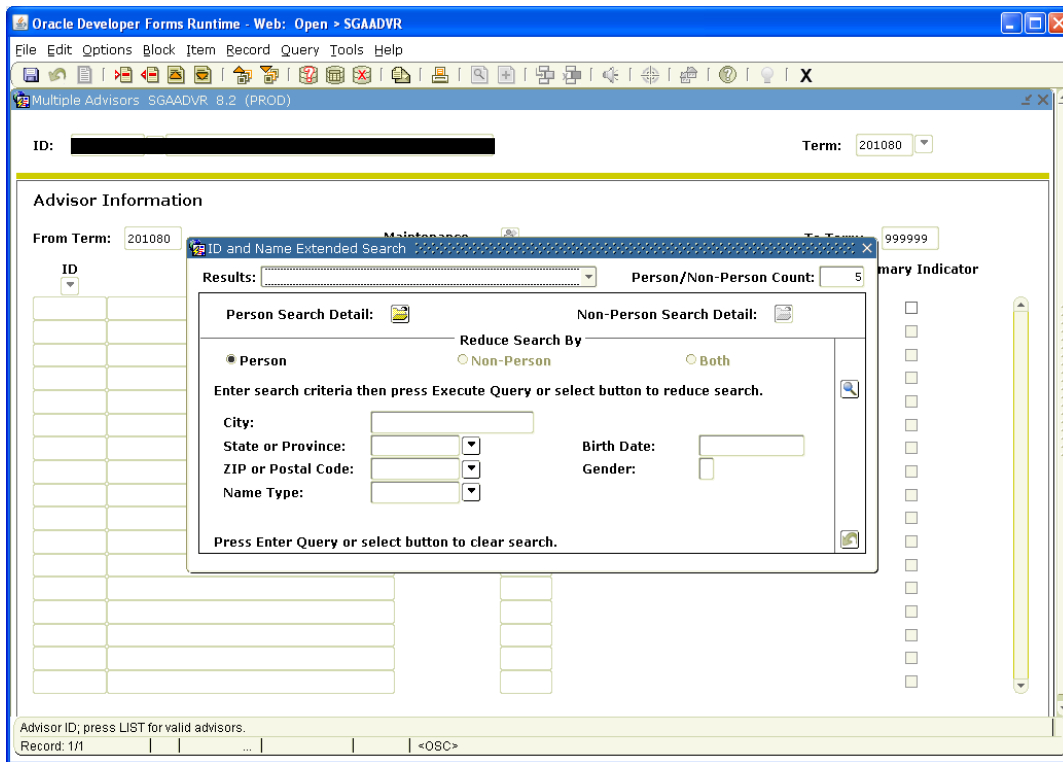 Oracle Developer Forms Runtime - Web: Open > SGAADVR
File Edit Options Block Item Record Query Tools Help
X
Multiple Advisors SGAADVR 8.2 (PROD)
ID: Term: 201080
Advisor Information
From Term: 201080 999999
ID
ID and Name Extended Search
Results: Person/Non-Person Count: 5
Person Search Detail: Non-Person Search Detail:
Reduce Search By
Person Non-Person Both
Enter search criteria then press Execute Query or select button to reduce search.
City:
State or Province: Birth Date:
ZIP or Postal Code: Gender:
Name Type:
Press Enter Query or select button to clear search.
mary Indicator
Advisor ID; press LIST for valid advisors.
Record: 1/1 ... <OSC>